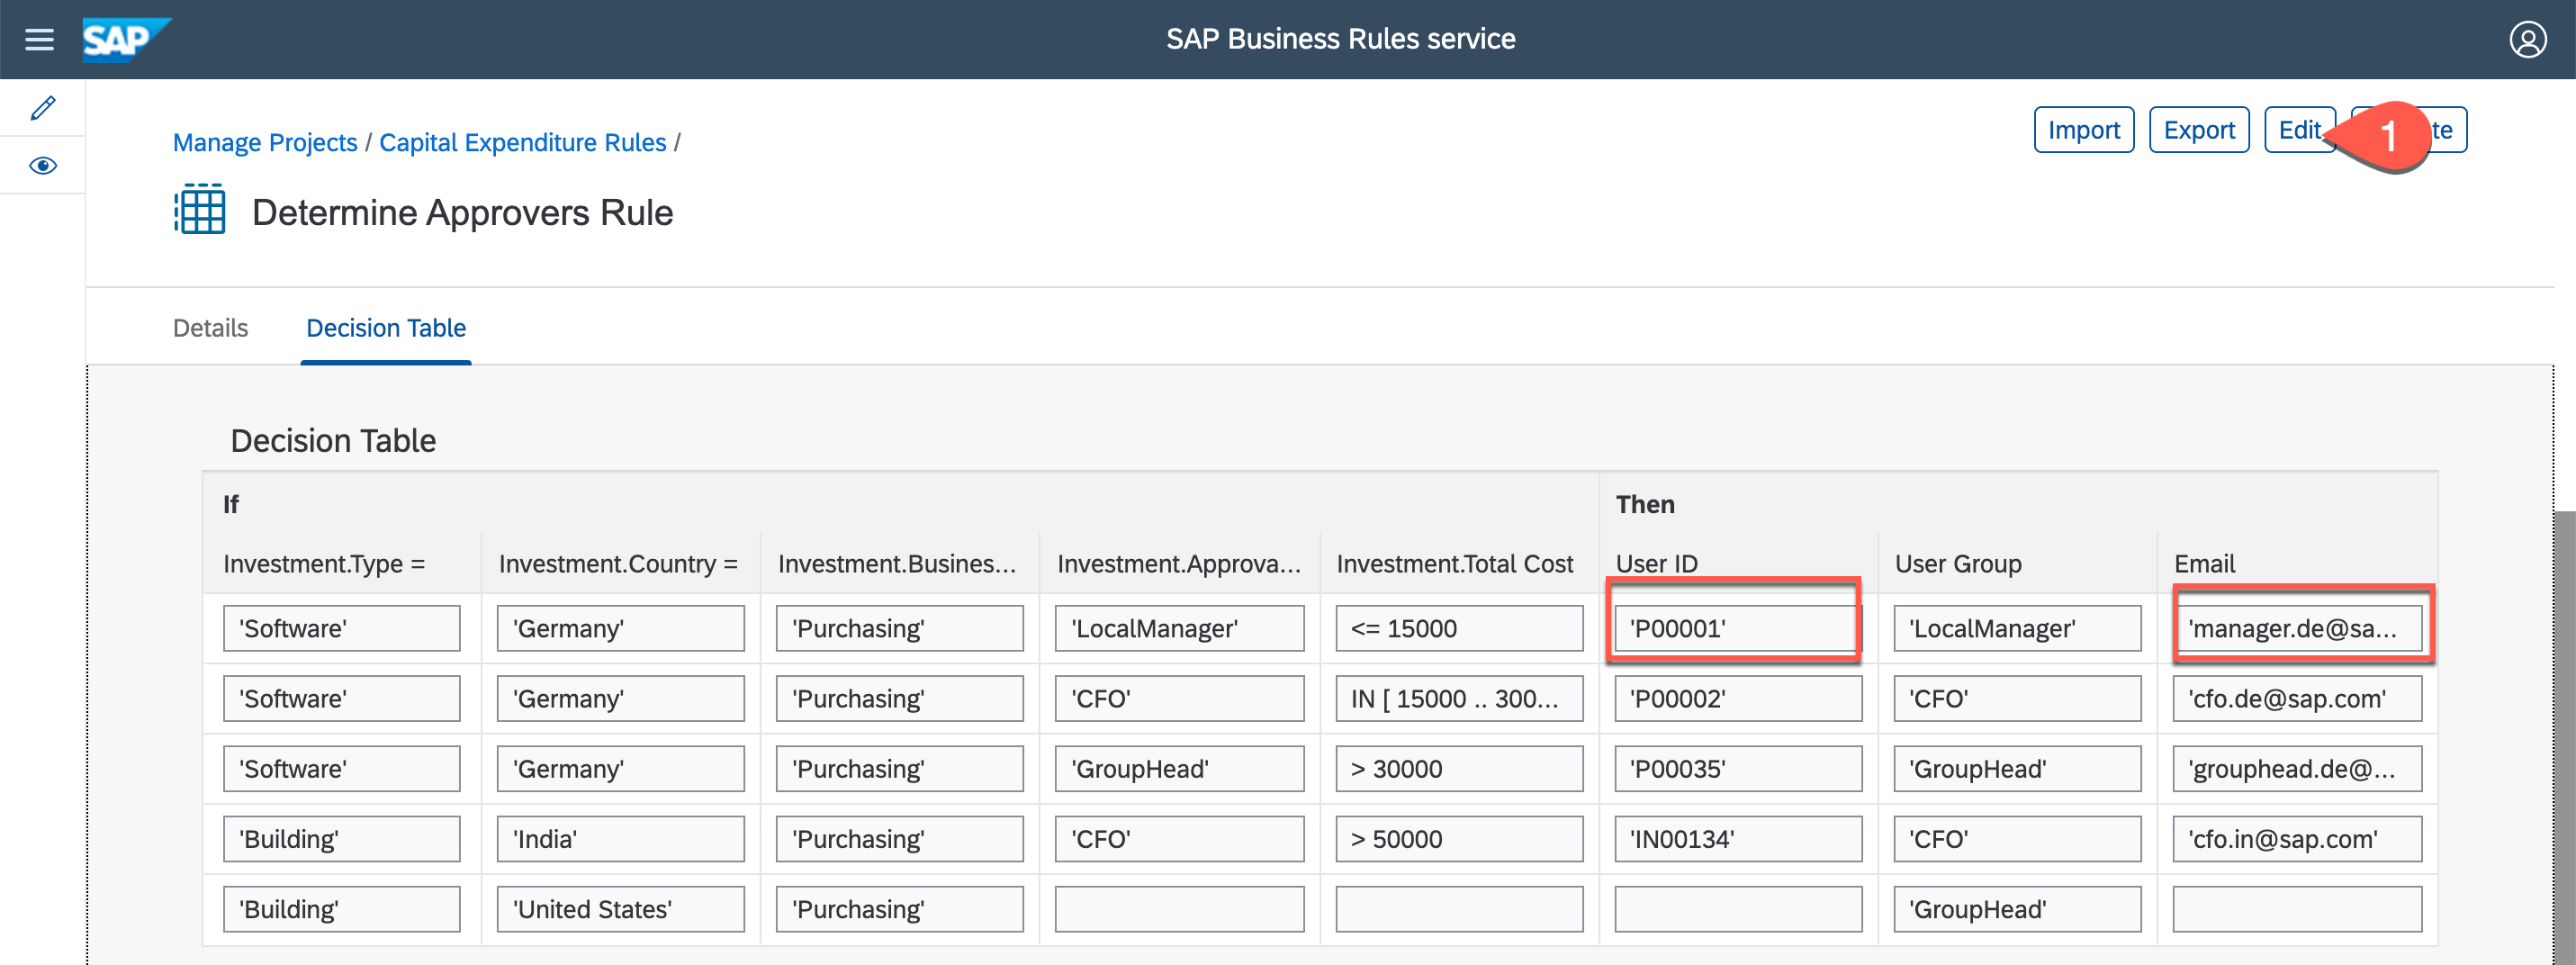 SAP
SAP Business Rules service
Manage Projects / Capital Expenditure Rules /
Import Export Edit 1 te
Determine Approvers Rule
Details Decision Table
Decision Table
If Then
Investment.Type = Investment.Country = Investment.Busines... Investment.Approva... Investment.Total Cost User ID User Group Email
'Software' 'Germany' 'Purchasing' 'LocalManager' <= 15000 'P00001' 'LocalManager' 'manager.de@sa...
'Software' 'Germany' 'Purchasing' 'CFO' IN [ 15000 .. 300... 'P00002' 'CFO' 'cfo.de@sap.com'
'Software' 'Germany' 'Purchasing' 'GroupHead' > 30000 'P00035' 'GroupHead' 'grouphead.de@...
'Building' 'India' 'Purchasing' 'CFO' > 50000 'IN00134' 'CFO' 'cfo.in@sap.com'
'Building' 'United States' 'Purchasing' 'GroupHead'